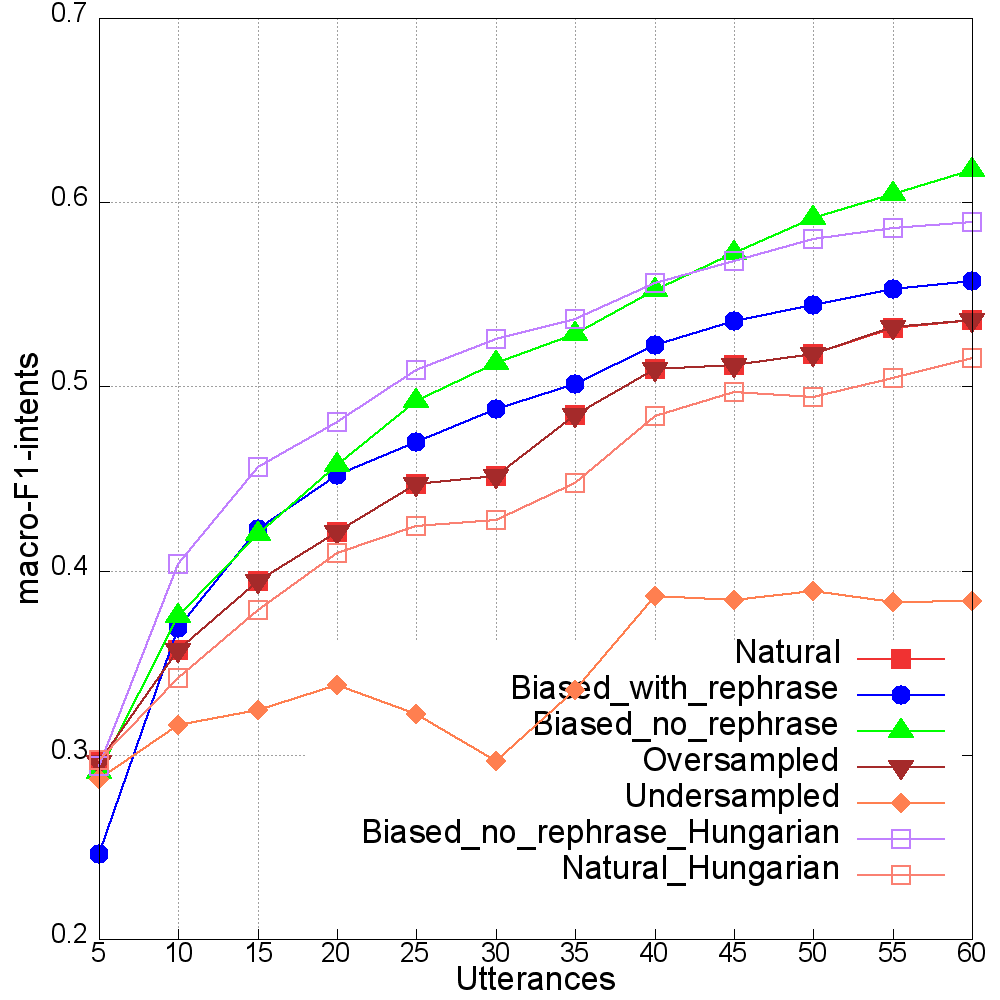 0.7
0.6
0.5
0.4
0.3
0.2
macro-F1-intents
Natural
Biased_with_rephrase
Biased_no_rephrase
Oversampled
Undersampled
Biased_no_rephrase_Hungarian
Natural_Hungarian
5 10 15 20 25 30 35 40 45 50 55 60
Utterances